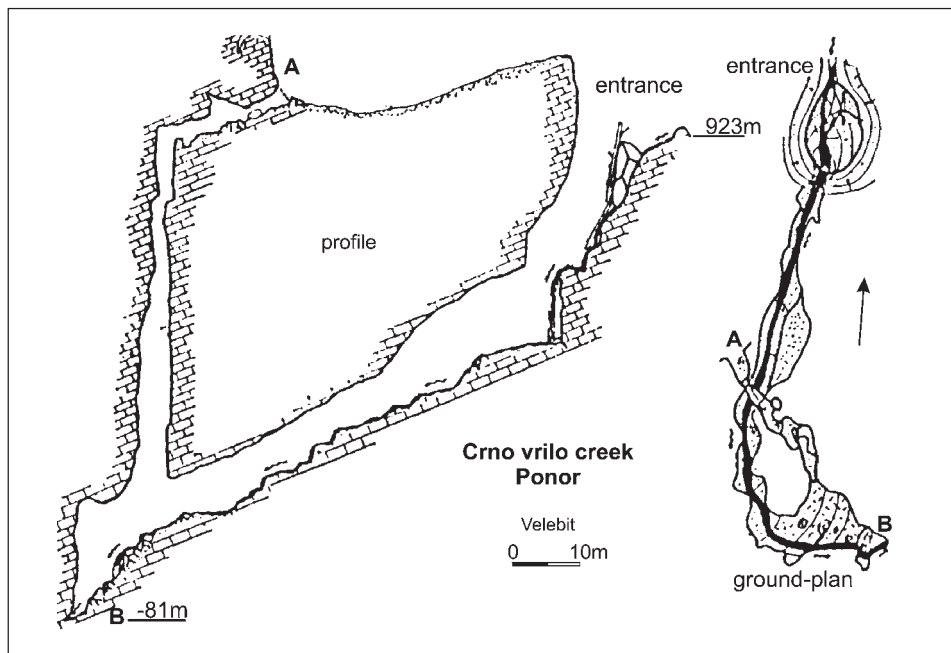 A
entrance
923m
profile
Crno vrilo creek
Ponor
Velebit
0 10m
B -81m
entrance
A
B
ground-plan